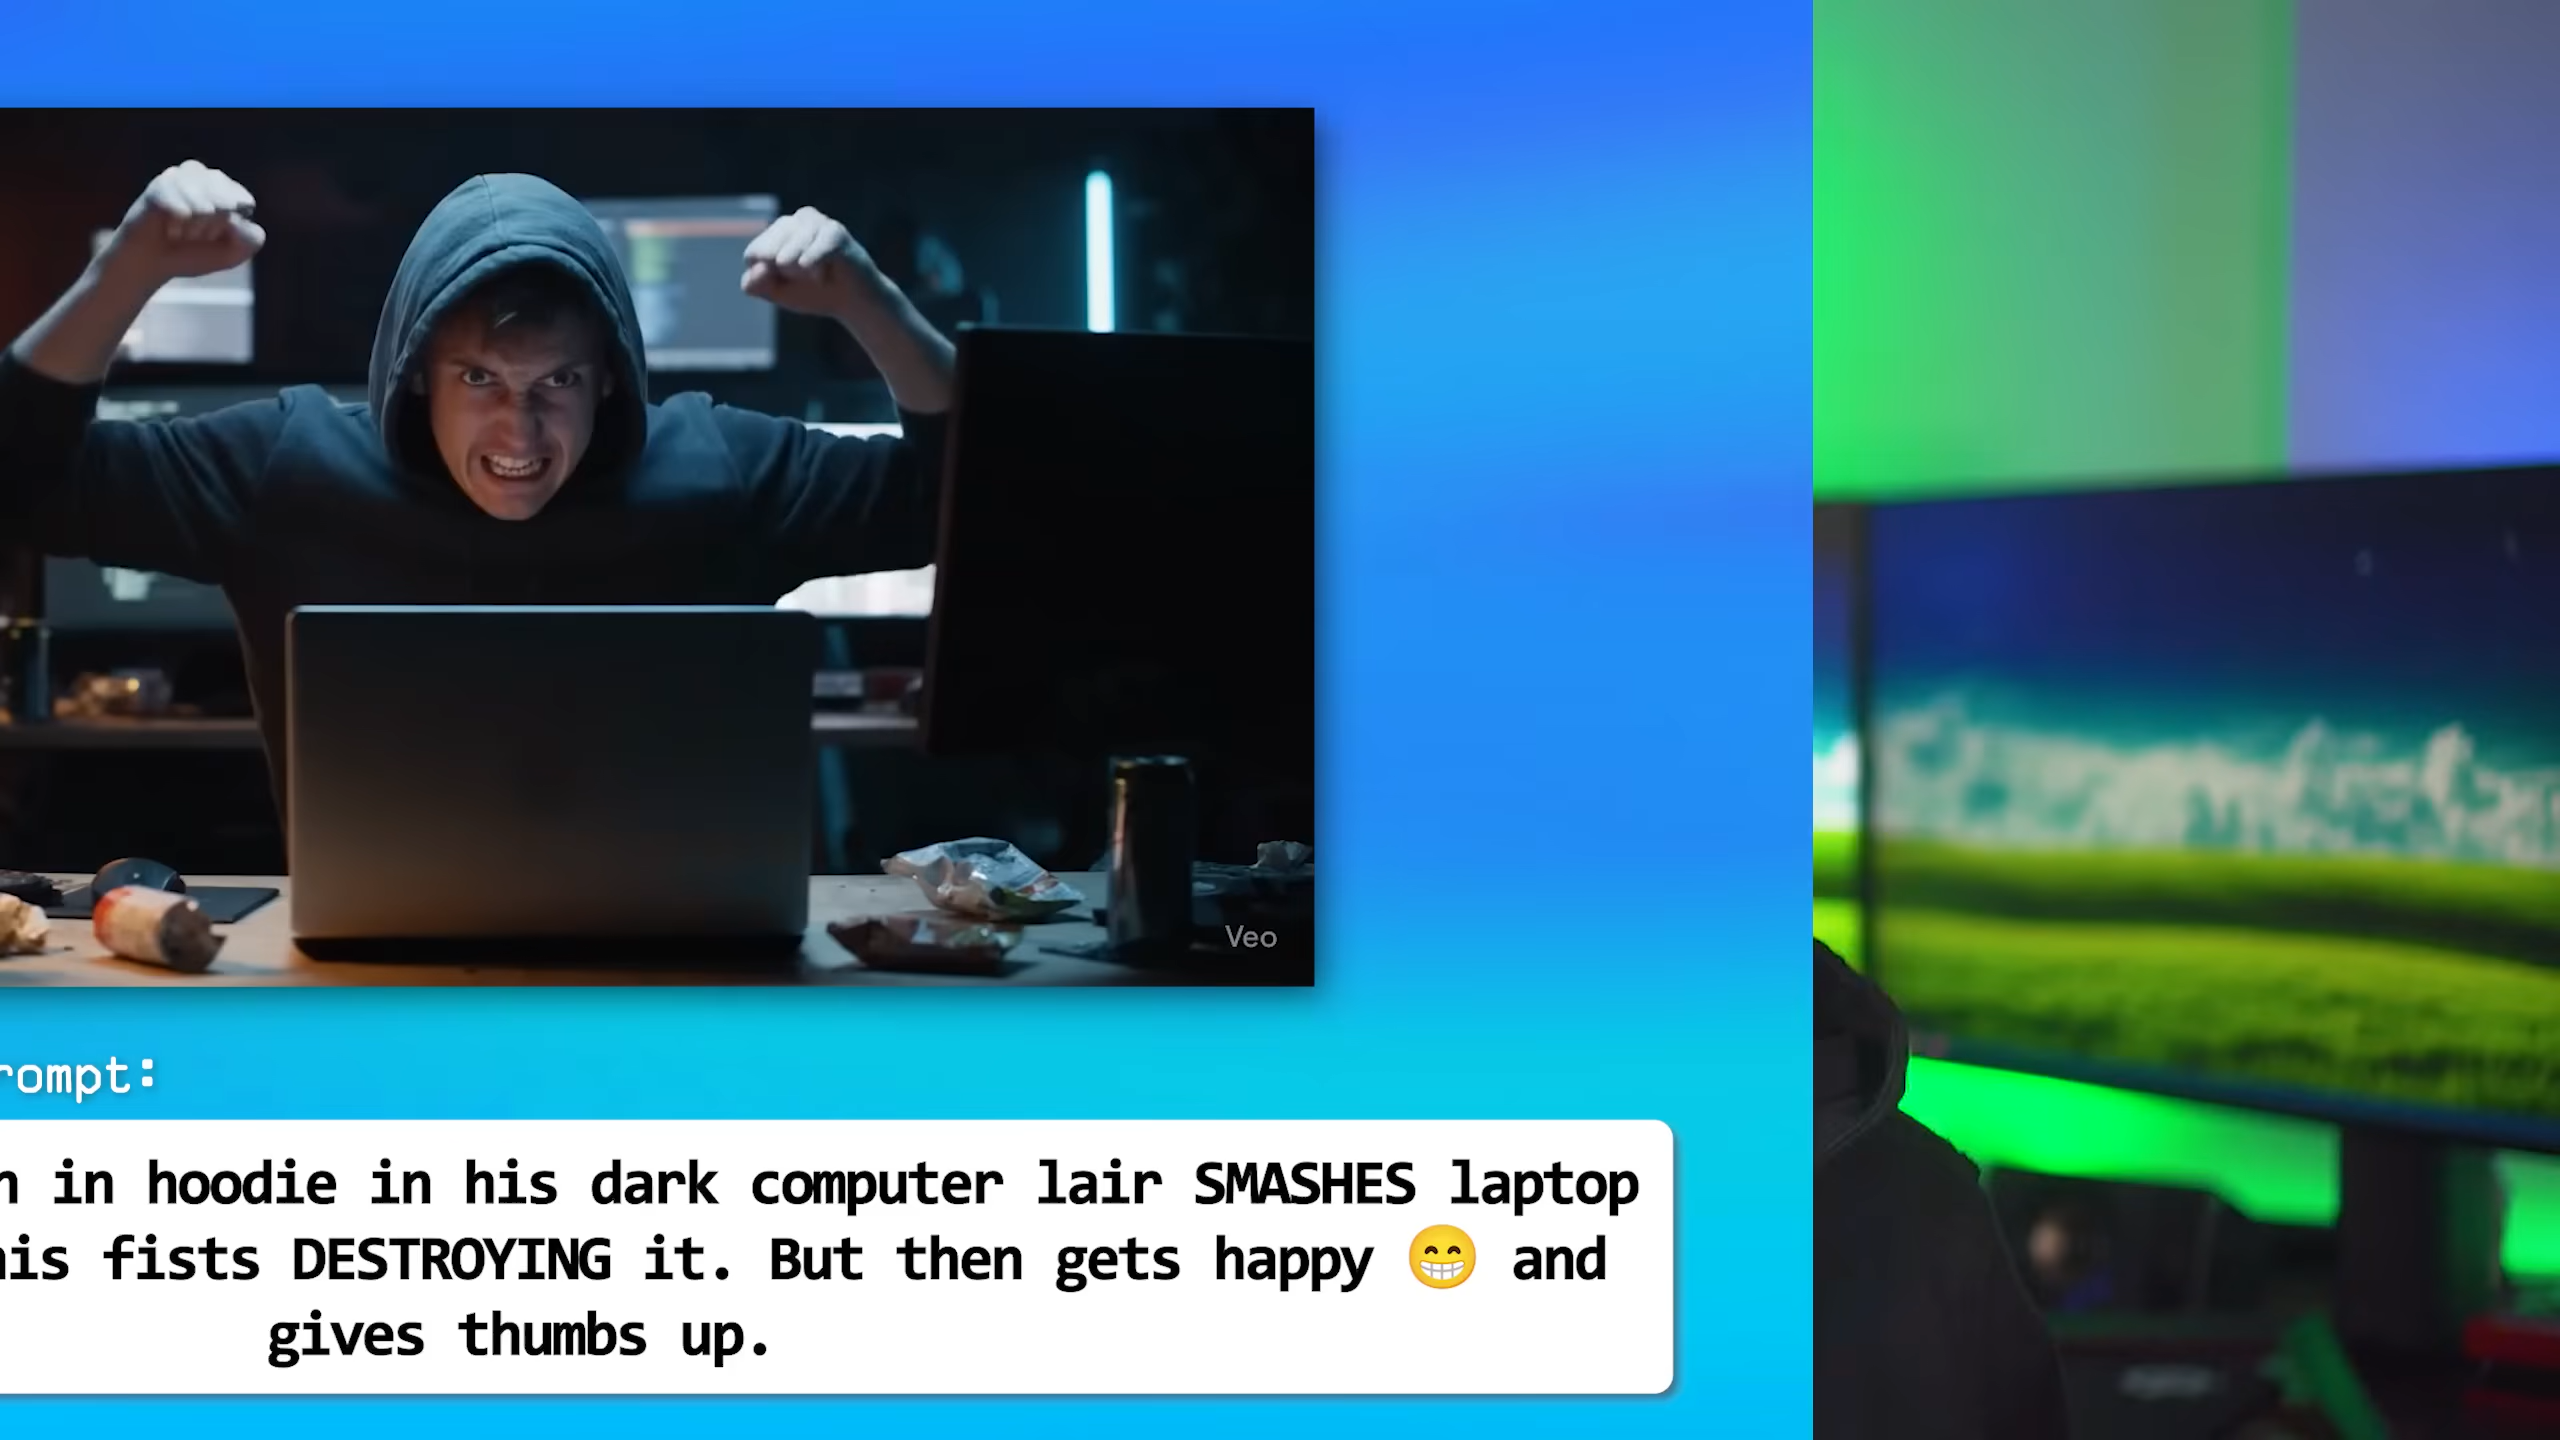 Veo
rompt:
n in hoodie in his dark computer lair SMASHES laptop
his fists DESTROYING it. But then gets happy 😁 and
gives thumbs up.